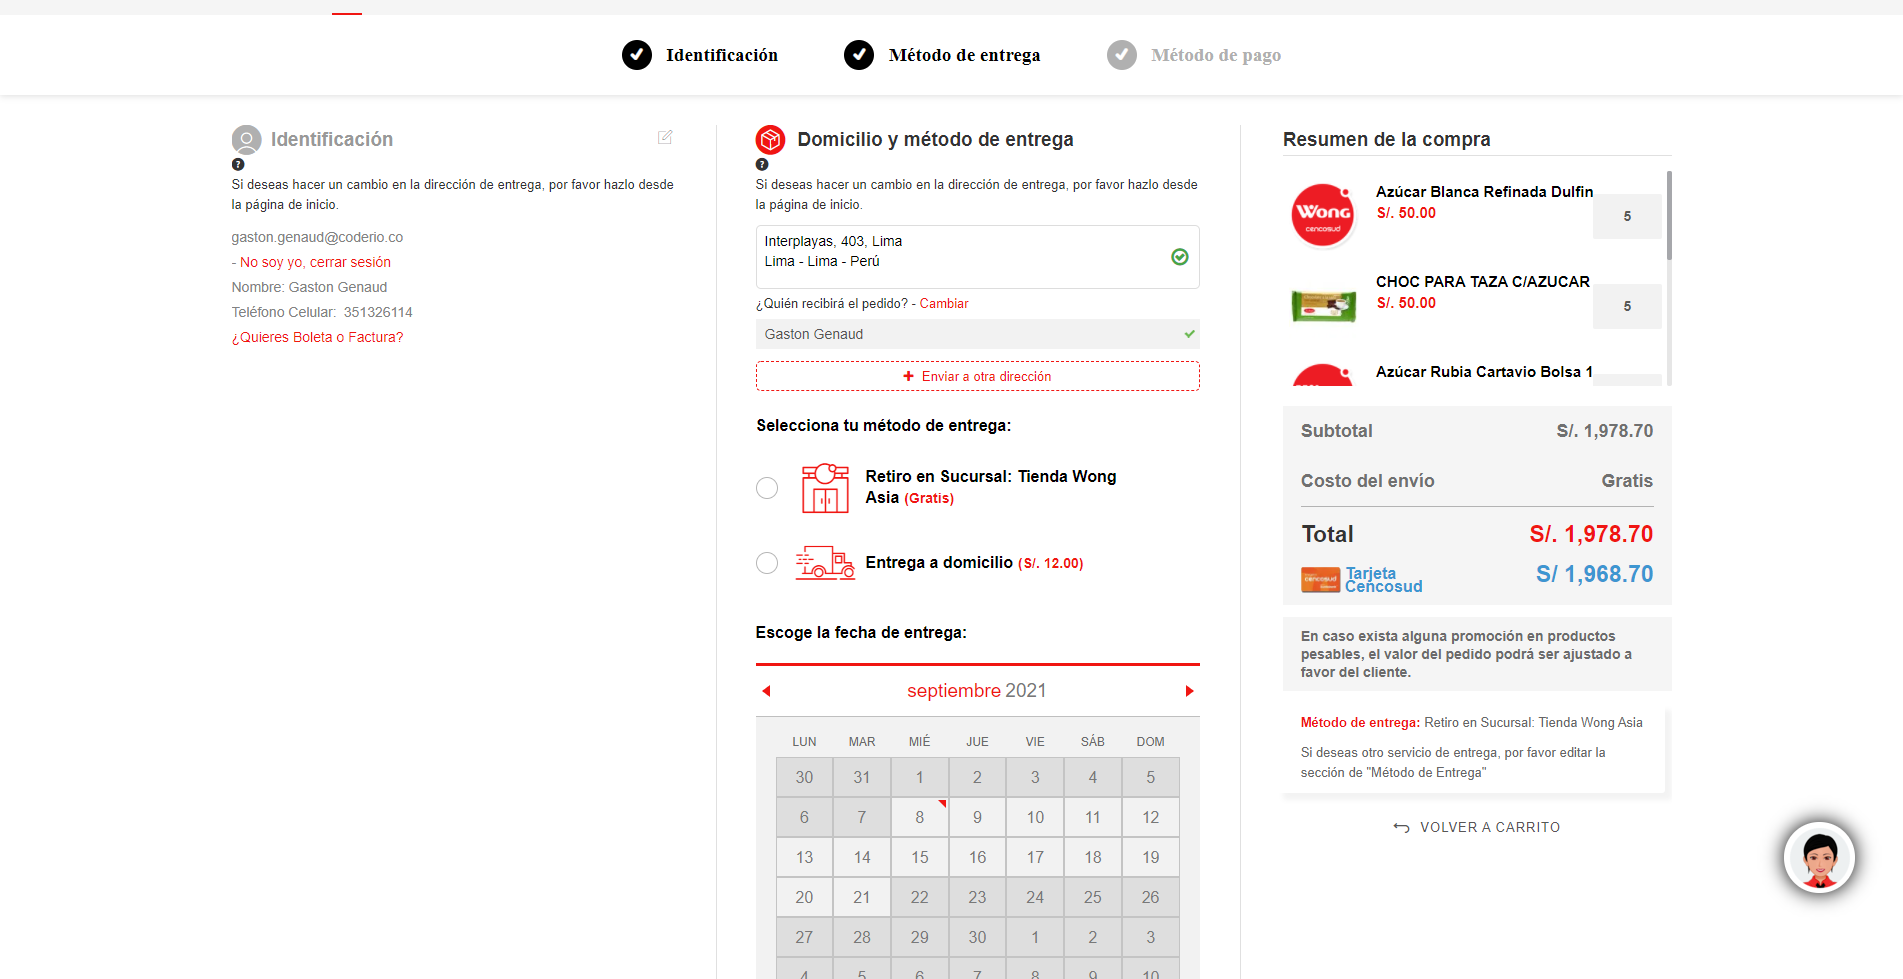 Identificación
Método de entrega
Método de pago
Identificación
?
Si deseas hacer un cambio en la dirección de entrega, por favor hazlo desde
la página de inicio.
gaston.genaud@coderio.co
- No soy yo, cerrar sesión
Nombre: Gaston Genaud
Teléfono Celular: 351326114
¿Quieres Boleta o Factura?
Domicilio y método de entrega
?
Si deseas hacer un cambio en la dirección de entrega, por favor hazlo desde
la página de inicio.
Interplayas, 403, Lima
Lima - Lima - Perú
¿Quién recibirá el pedido? - Cambiar
Gaston Genaud
+ Enviar a otra dirección
Selecciona tu método de entrega:
Retiro en Sucursal: Tienda Wong
Asia (Gratis)
Entrega a domicilio (S/. 12.00)
Escoge la fecha de entrega:
septiembre 2021
LUN MAR MIÉ JUE VIE SÁB DOM
30 31 1 2 3 4 5
6 7 8 9 10 11 12
13 14 15 16 17 18 19
20 21 22 23 24 25 26
27 28 29 30 1 2 3
4 5 6 7 8 9 10
Resumen de la compra
Wong
cencosud
Azúcar Blanca Refinada Dulfin
S/. 50.00
5
CHOC PARA TAZA C/AZUCAR
S/. 50.00
5
Azúcar Rubia Cartavio Bolsa 1
Subtotal S/. 1,978.70
Costo del envío Gratis
Total S/. 1,978.70
cencosud
Tarjeta
Cencosud
S/ 1,968.70
En caso exista alguna promoción en productos
pesables, el valor del pedido podrá ser ajustado a
favor del cliente.
Método de entrega: Retiro en Sucursal: Tienda Wong Asia
Si deseas otro servicio de entrega, por favor editar la
sección de "Método de Entrega"
VOLVER A CARRITO